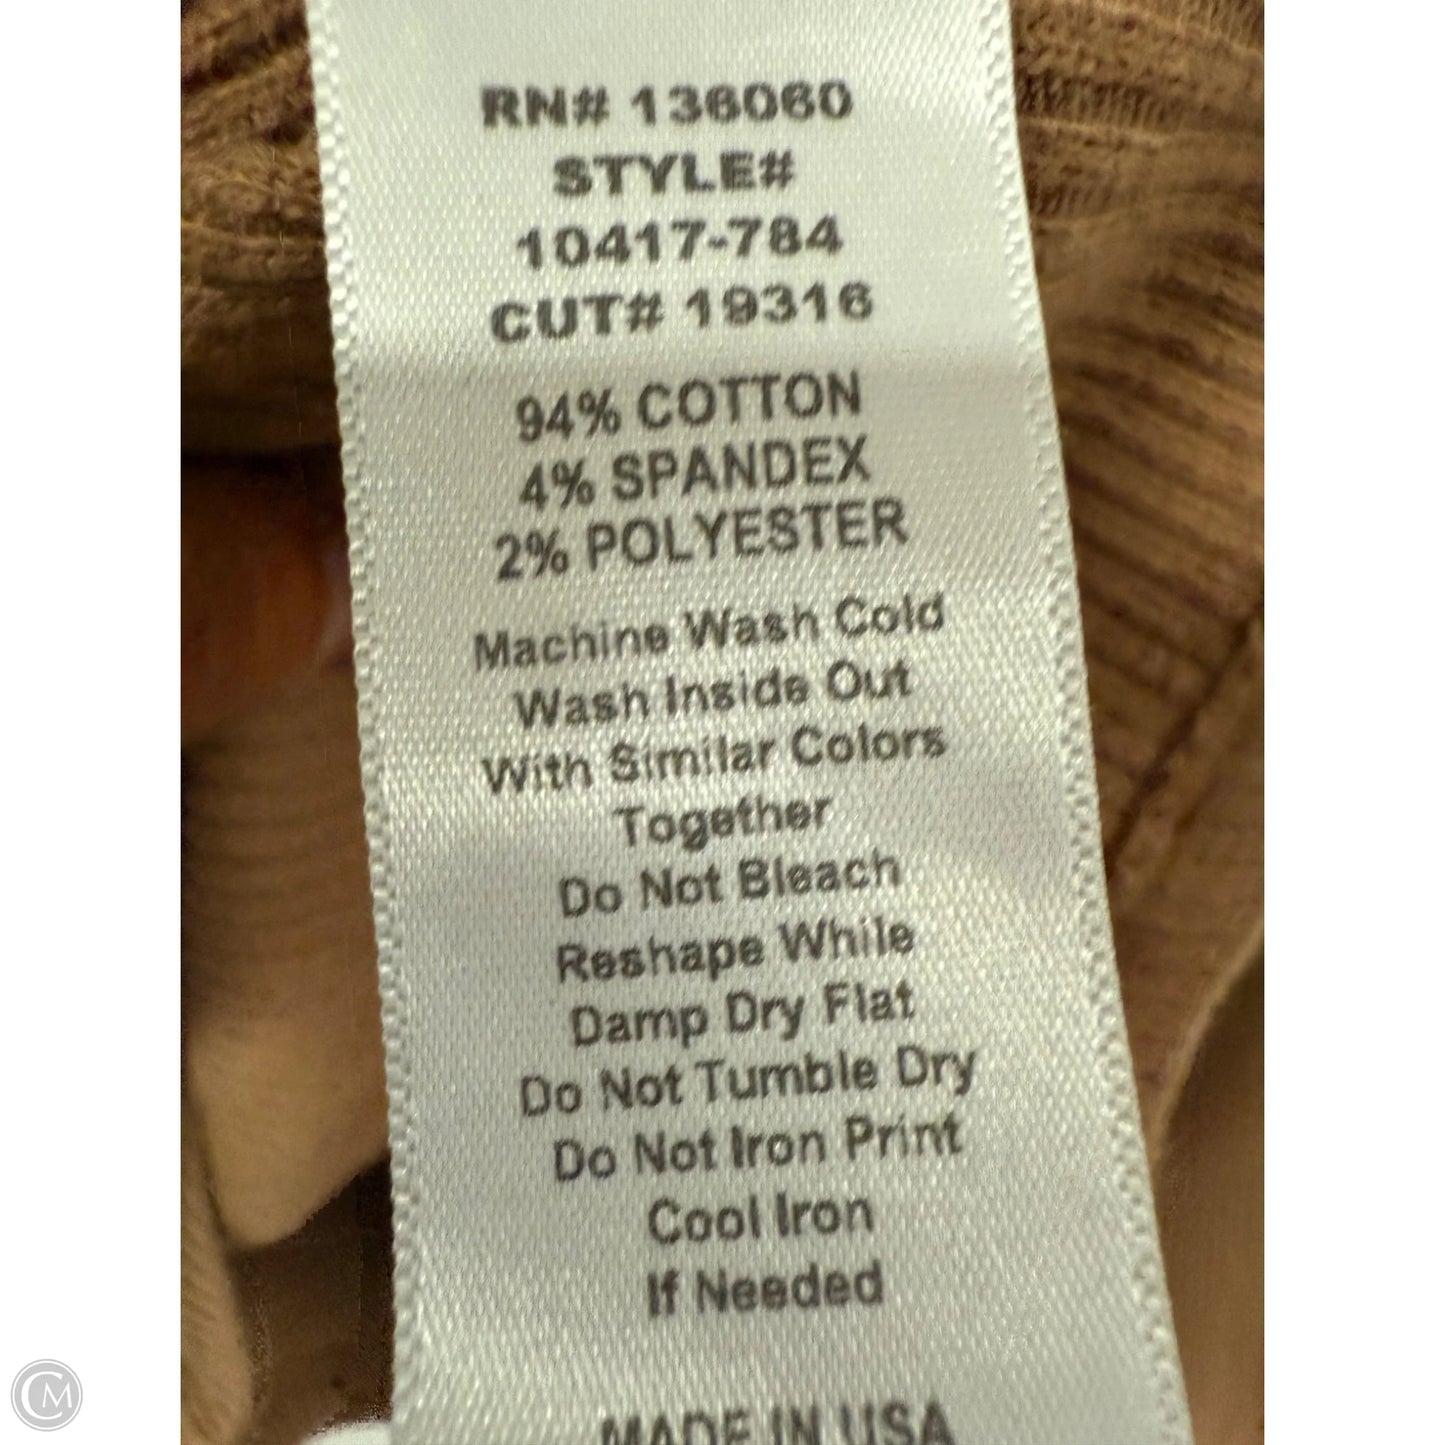 RN# 136060
STYLE#
10417-784
CUT# 19316
94% COTTON
4% SPANDEX
2% POLYESTER
Machine Wash Cold
Wash Inside Out
With Similar Colors
Together
Do Not Bleach
Reshape While
Damp Dry Flat
Do Not Tumble Dry
Do Not Iron Print
Cool Iron
If Needed
MADE IN USA
CM